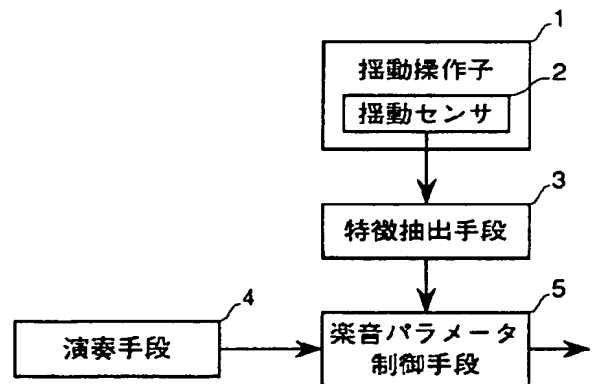 1
揺動操作子
2
揺動センサ
3
特徴抽出手段
4
演奏手段
5
楽音パラメータ
制御手段